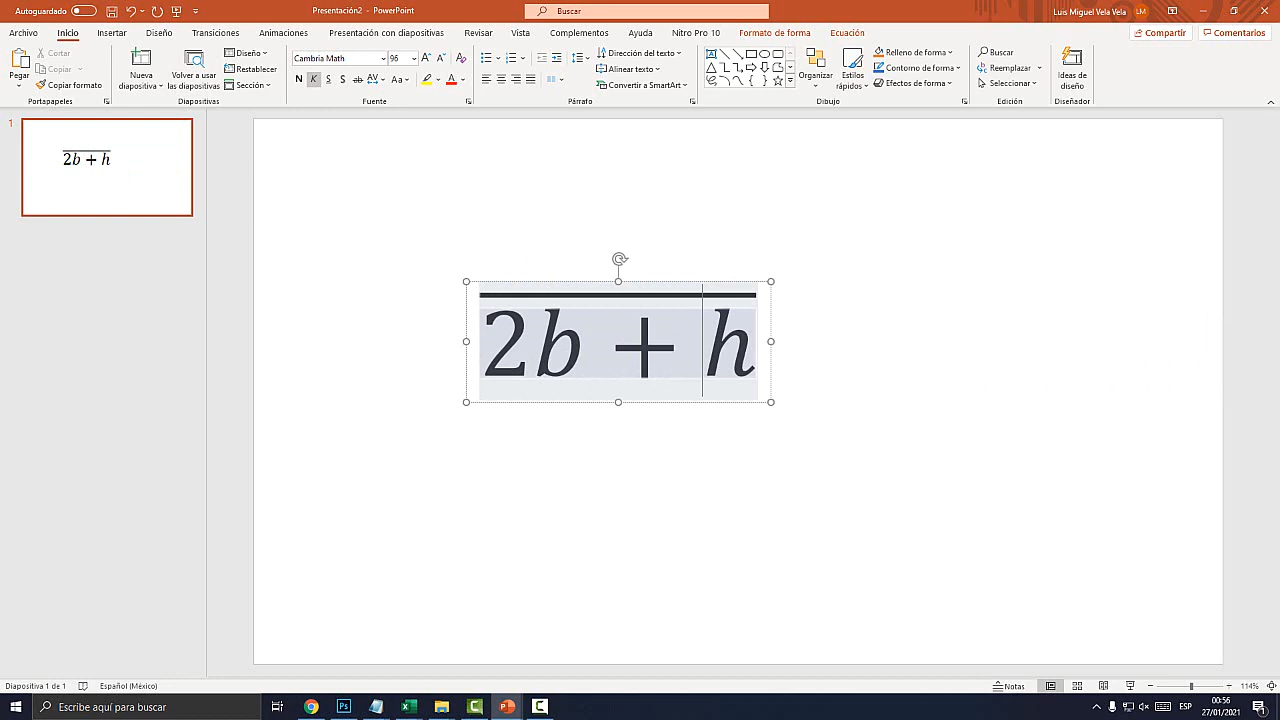 Autoguardado
Presentación2 - PowerPoint
Buscar
Luis Miguel Vela Vela
LM
Archivo Inicio Insertar Diseño Transiciones Animaciones Presentación con diapositivas Revisar Vista Complementos Ayuda Nitro Pro 10 Formato de forma Ecuación
Compartir Comentarios
Pegar
Cortar
Copiar
Copiar formato
Portapapeles
Nueva diapositiva
Volver a usar las diapositivas
Diseño
Restablecer
Sección
Diapositivas
Cambria Math 96
N K S S ab AV Aa A
Fuente
Dirección del texto
Alinear texto
Convertir a SmartArt
Párrafo
Organizar
Estilos rápidos
Relleno de forma
Contorno de forma
Efectos de forma
Dibujo
Buscar
Reemplazar
Seleccionar
Edición
Ideas de diseño
Diseñador
1
2b + h
2b + h
Diapositiva 1 de 1 Español (México)
Notas
114%
Escribe aquí para buscar
ESP
00:56
27/01/2021